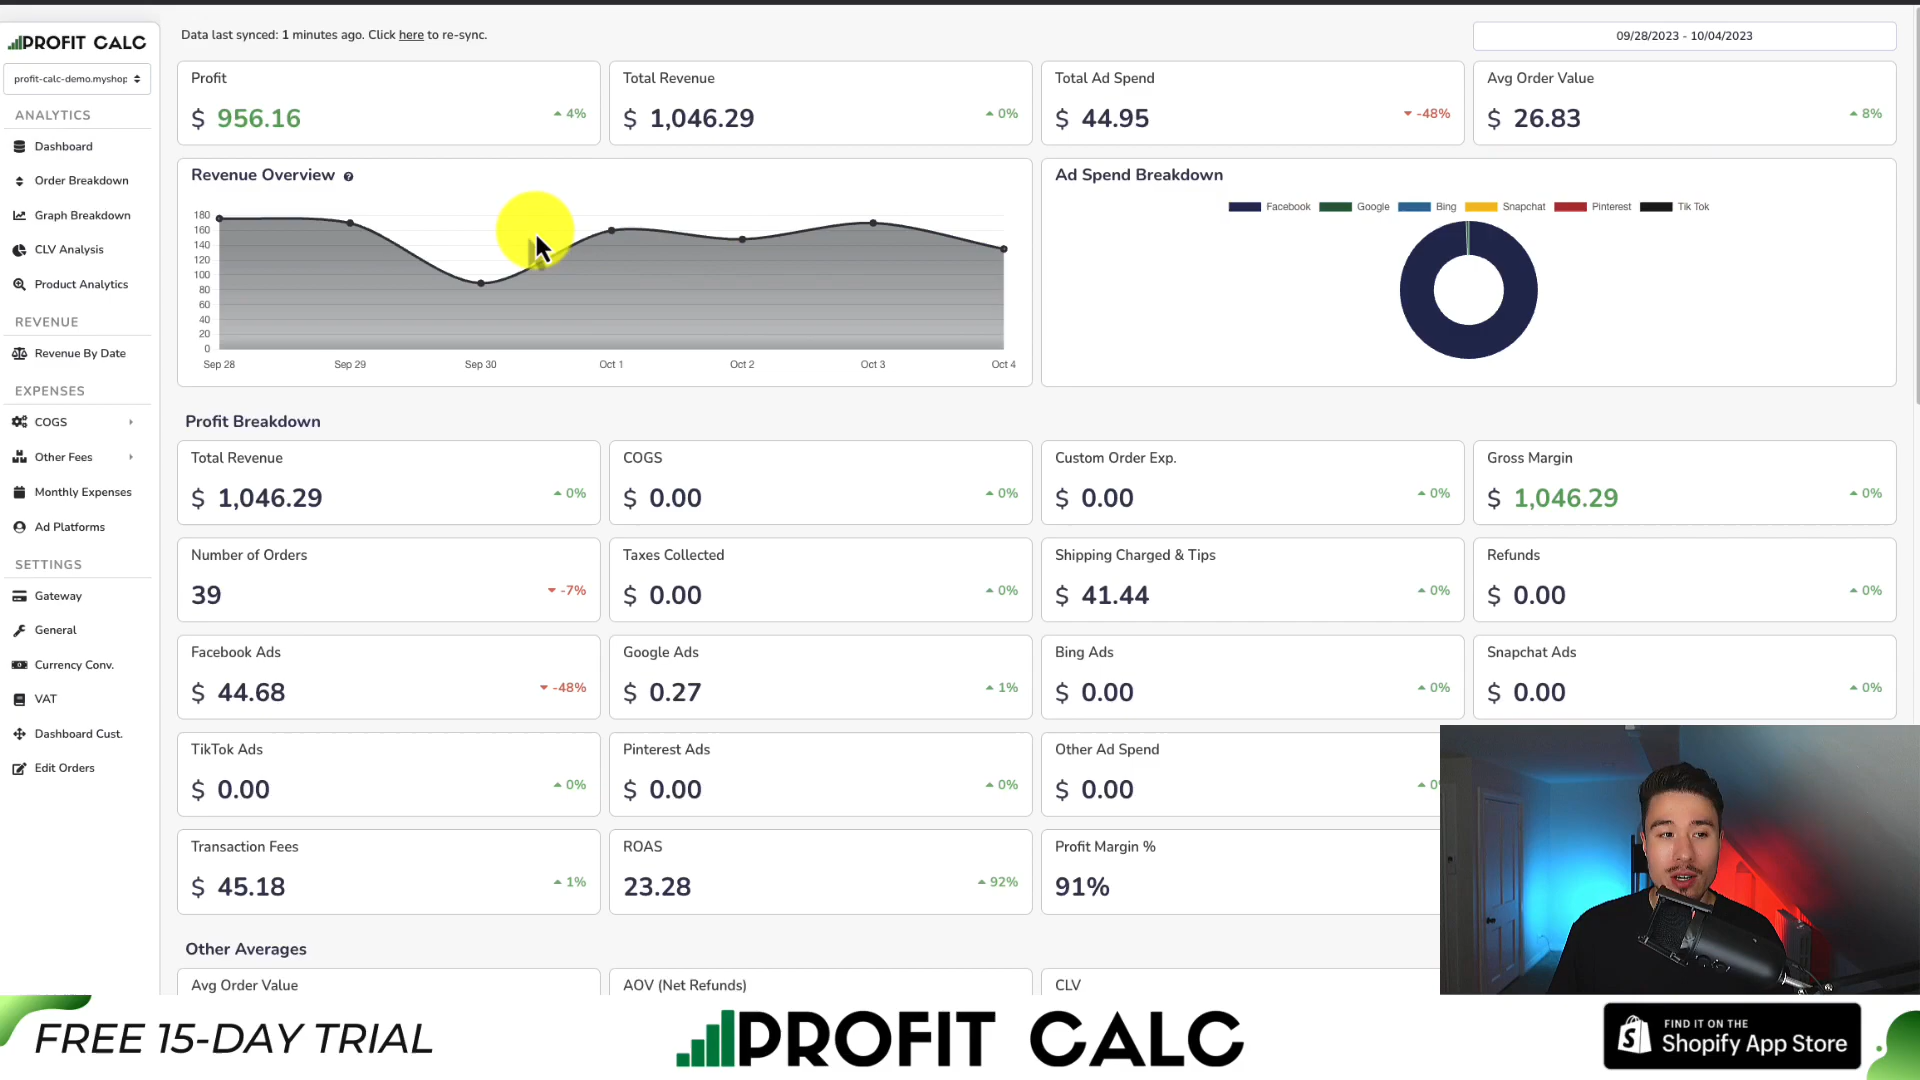 PROFIT CALC
profit-calc-demo.myshop
ANALYTICS
Dashboard
Order Breakdown
Graph Breakdown
CLV Analysis
Product Analytics
REVENUE
Revenue By Date
EXPENSES
COGS
Other Fees
Monthly Expenses
Ad Platforms
SETTINGS
Gateway
General
Currency Conv.
VAT
Dashboard Cust.
Edit Orders
Data last synced: 1 minutes ago. Click here to re-sync.
09/28/2023 - 10/04/2023
Profit
$ 956.16
4%
Total Revenue
$ 1,046.29
0%
Total Ad Spend
$ 44.95
-48%
Avg Order Value
$ 26.83
8%
Revenue Overview ?
180
160
140
120
100
80
60
40
20
0
Sep 28 Sep 29 Sep 30 Oct 1 Oct 2 Oct 3 Oct 4
Ad Spend Breakdown
Facebook Google Bing Snapchat Pinterest Tik Tok
Profit Breakdown
Total Revenue
$ 1,046.29
0%
COGS
$ 0.00
0%
Custom Order Exp.
$ 0.00
0%
Gross Margin
$ 1,046.29
0%
Number of Orders
39
-7%
Taxes Collected
$ 0.00
0%
Shipping Charged & Tips
$ 41.44
0%
Refunds
$ 0.00
0%
Facebook Ads
$ 44.68
-48%
Google Ads
$ 0.27
1%
Bing Ads
$ 0.00
0%
Snapchat Ads
$ 0.00
0%
TikTok Ads
$ 0.00
0%
Pinterest Ads
$ 0.00
0%
Other Ad Spend
$ 0.00
Transaction Fees
$ 45.18
1%
ROAS
23.28
92%
Profit Margin %
91%
Other Averages
Avg Order Value
AOV (Net Refunds)
CLV
FREE 15-DAY TRIAL
PROFIT CALC
FIND IT ON THE
Shopify App Store